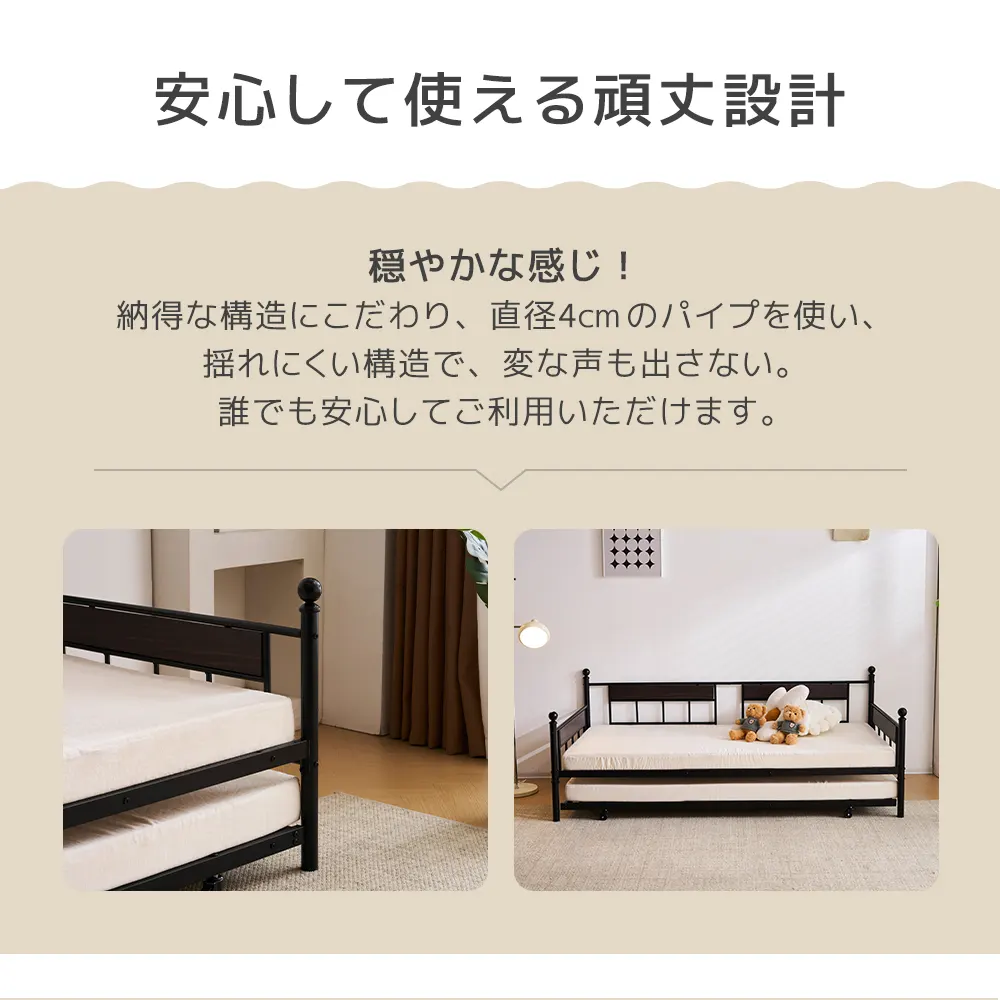 安心して使える頑丈設計
穏やかな感じ！
納得な構造にこだわり、直径4cmのパイプを使い、
揺れにくい構造で、変な声も出さない。
誰でも安心してご利用いただけます。